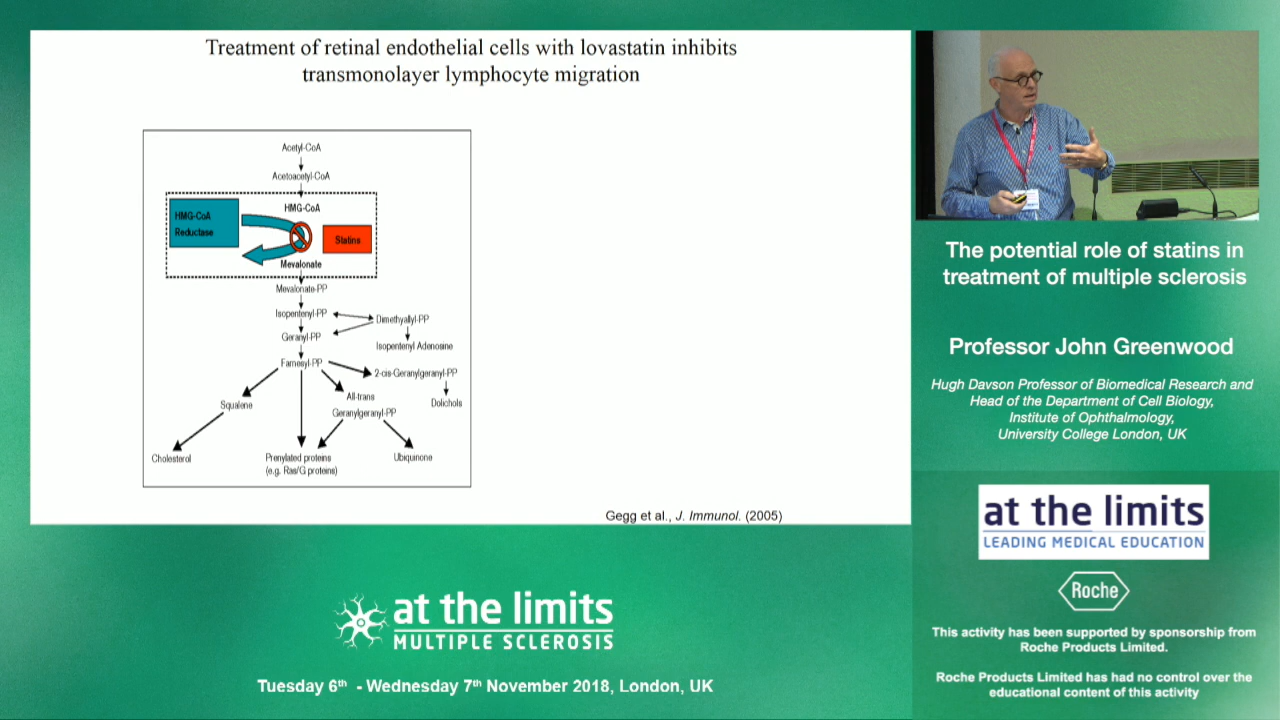 Treatment of retinal endothelial cells with lovastatin inhibits
transmonolayer lymphocyte migration
Acetyl-CoA
Acetoacetyl-CoA
HMG-CoA
HMG-CoA
Reductase
Statins
Mevalonate
Mevalonate-PP
Isopentenyl-PP
Dimethyallyl-PP
Geranyl-PP
Isopentenyl Adenosine
Farnesyl-PP
2-cis-Geranylgeranyl-PP
All-trans
Geranylgeranyl-PP
Squalene
Dolichols
Cholesterol
Prenylated proteins
(e.g. Ras/G proteins)
Ubiquinone
Gegg et al., J. Immunol. (2005)
The potential role of statins in
treatment of multiple sclerosis
Professor John Greenwood
Hugh Davson Professor of Biomedical Research and
Head of the Department of Cell Biology,
Institute of Ophthalmology,
University College London, UK
at the limits
LEADING MEDICAL EDUCATION
Roche
This activity has been supported by sponsorship from
Roche Products Limited.
Roche Products Limited has had no control over the
educational content of this activity
at the limits
MULTIPLE SCLEROSIS
Tuesday 6th - Wednesday 7th November 2018, London, UK